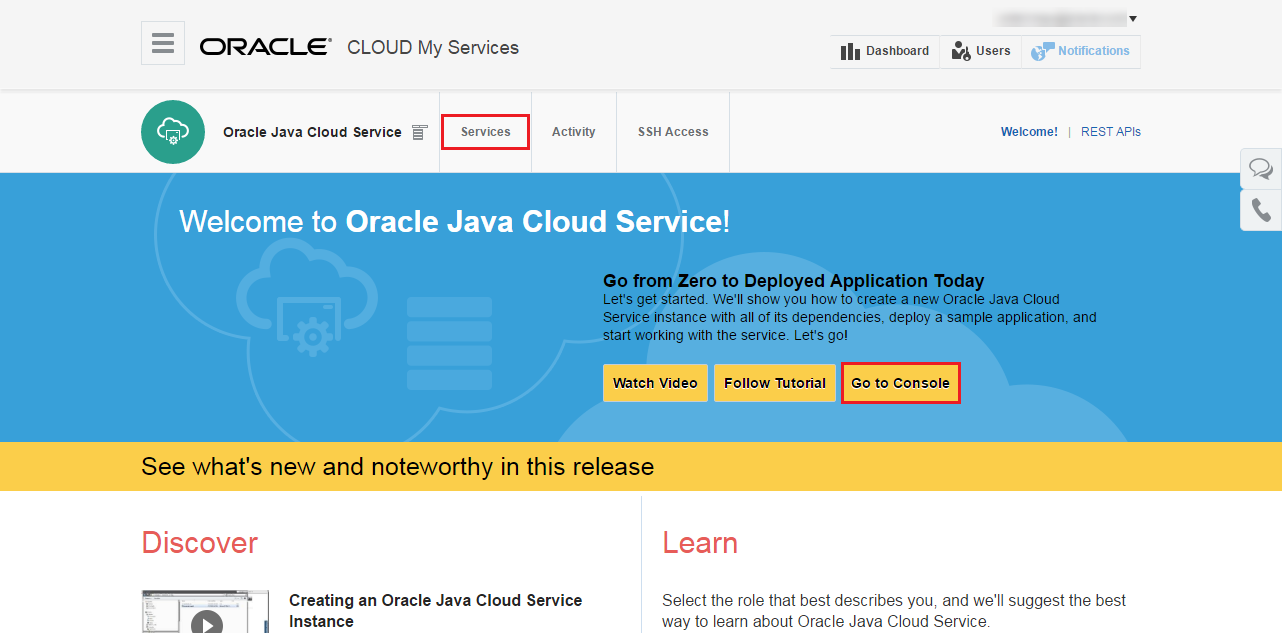 ORACLE® CLOUD My Services
Dashboard
Users
Notifications
Oracle Java Cloud Service
Services
Activity
SSH Access
Welcome! | REST APIs
Welcome to Oracle Java Cloud Service!
Go from Zero to Deployed Application Today
Let's get started. We'll show you how to create a new Oracle Java Cloud
Service instance with all of its dependencies, deploy a sample application, and
start working with the service. Let's go!
Watch Video
Follow Tutorial
Go to Console
See what's new and noteworthy in this release
Discover
Creating an Oracle Java Cloud Service
Instance
Learn
Select the role that best describes you, and we'll suggest the best
way to learn about Oracle Java Cloud Service.